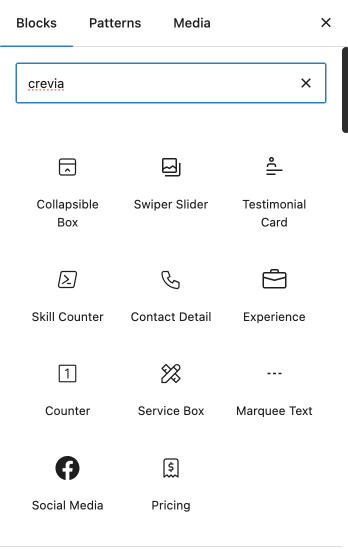 Blocks Patterns Media
crevia
Collapsible Swiper Slider Testimonial
Box Card
Skill Counter Contact Detail Experience
1
Counter Service Box Marquee Text
Social Media Pricing